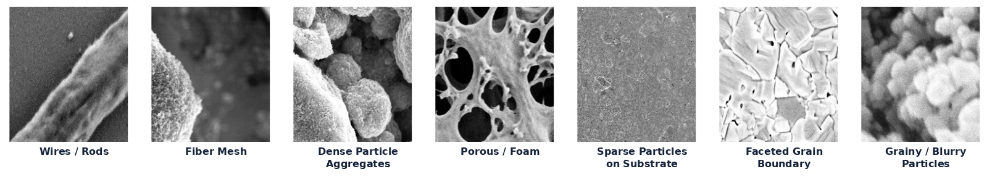 Wires / Rods
Fiber Mesh
Dense Particle
Aggregates
Porous / Foam
Sparse Particles
on Substrate
Faceted Grain
Boundary
Grainy / Blurry
Particles